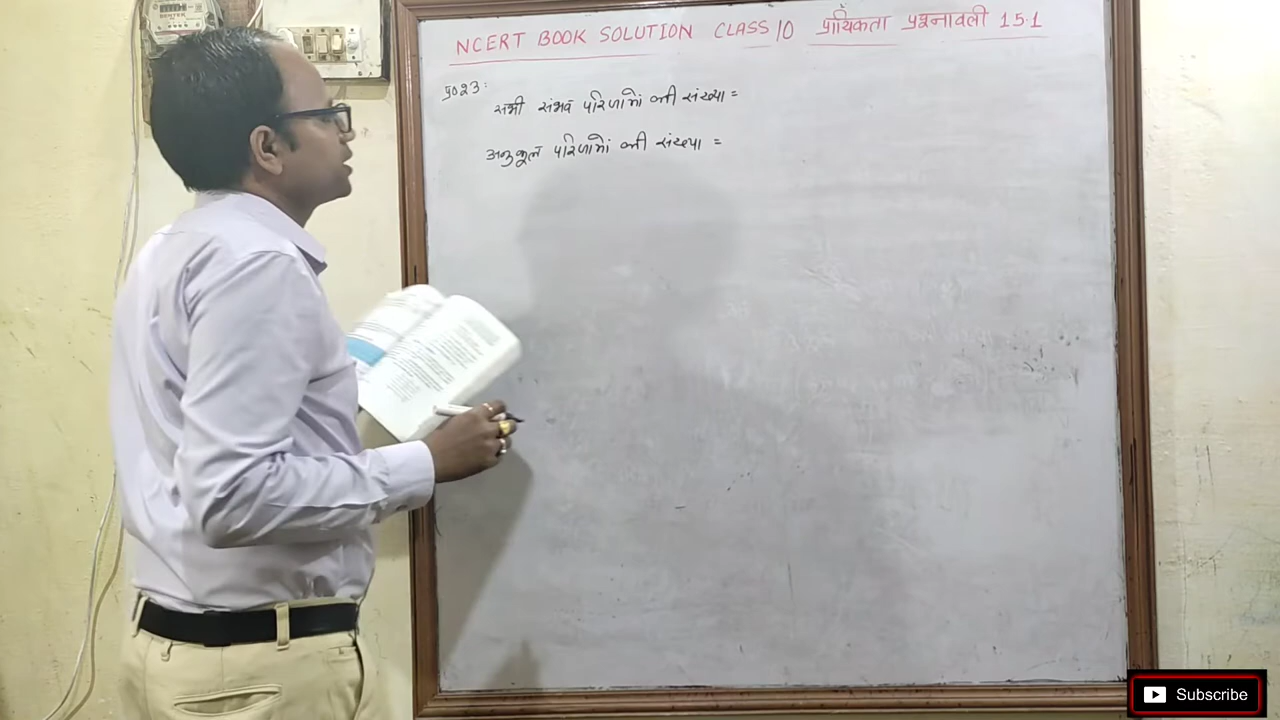 NCERT BOOK SOLUTION CLASS 10 प्रायिकता प्रश्नावली 15.1
प्र०23:
सभी संभव परिणामों की संख्या =
अनुकूल परिणामों की संख्या =
Subscribe